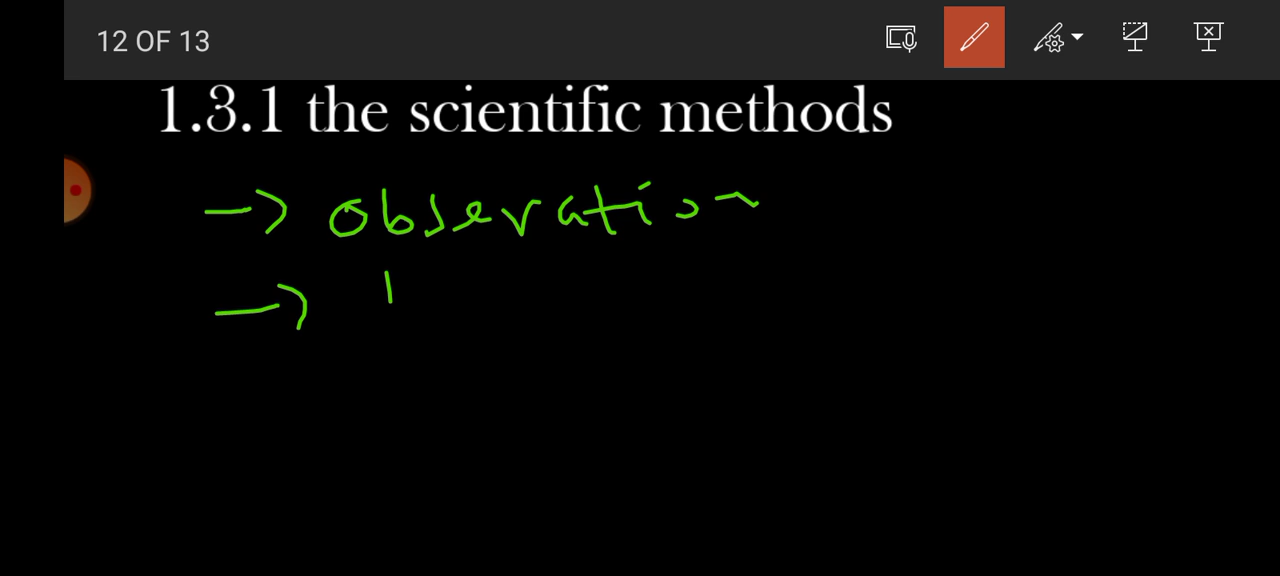 12 OF 13
1.3.1 the scientific methods
→ observation
→